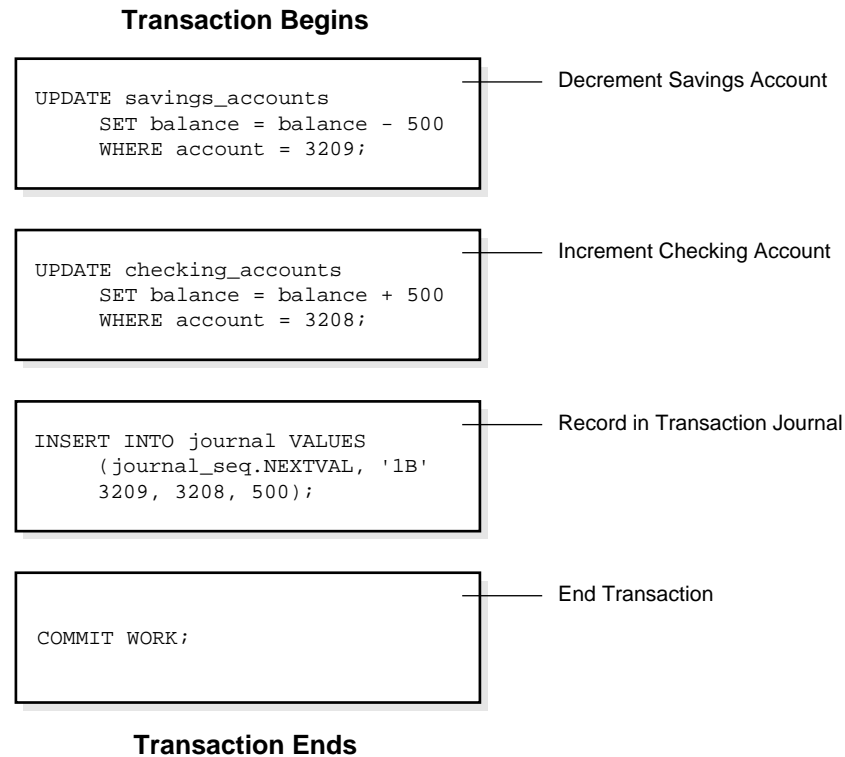 Transaction Begins
Decrement Savings Account
UPDATE savings_accounts
SET balance = balance - 500
WHERE account = 3209;
Increment Checking Account
UPDATE checking_accounts
SET balance = balance + 500
WHERE account = 3208;
Record in Transaction Journal
INSERT INTO journal VALUES
(journal_seq.NEXTVAL, '1B'
3209, 3208, 500);
End Transaction
COMMIT WORK;
Transaction Ends